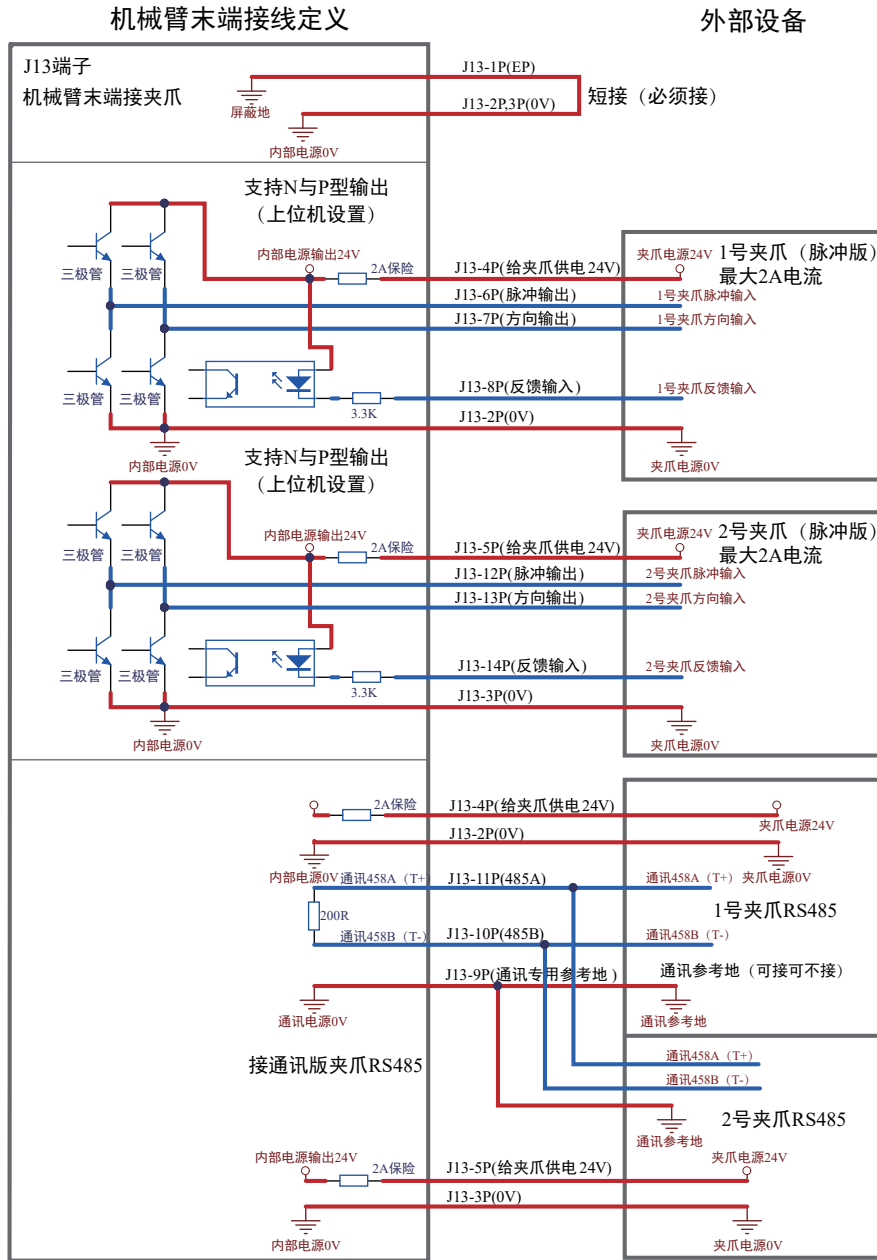 机械臂末端接线定义
外部设备
J13端子
机械臂末端接夹爪
屏蔽地
内部电源0V
J13-1P(EP)
J13-2P,3P(0V)
短接（必须接）
支持N与P型输出
（上位机设置）
三极管
三极管
三极管
三极管
内部电源输出24V
2A保险
3.3K
内部电源0V
J13-4P(给夹爪供电24V)
J13-6P(脉冲输出)
J13-7P(方向输出)
J13-8P(反馈输入)
J13-2P(0V)
夹爪电源24V
1号夹爪（脉冲版）
最大2A电流
1号夹爪脉冲输入
1号夹爪方向输入
1号夹爪反馈输入
夹爪电源0V
支持N与P型输出
（上位机设置）
三极管
三极管
三极管
三极管
内部电源输出24V
2A保险
3.3K
内部电源0V
J13-5P(给夹爪供电24V)
J13-12P(脉冲输出)
J13-13P(方向输出)
J13-14P(反馈输入)
J13-3P(0V)
夹爪电源24V
2号夹爪（脉冲版）
最大2A电流
2号夹爪脉冲输入
2号夹爪方向输入
2号夹爪反馈输入
夹爪电源0V
2A保险
J13-4P(给夹爪供电24V)
夹爪电源24V
J13-2P(0V)
内部电源0V
夹爪电源0V
通讯458A（T+）
J13-11P(485A)
通讯458A（T+）
200R
1号夹爪RS485
通讯458B（T-）
J13-10P(485B)
通讯458B（T-）
J13-9P(通讯专用参考地)
通讯参考地（可接可不接）
通讯电源0V
通讯参考地
接通讯版夹爪RS485
通讯458A（T+）
通讯458B（T-）
2号夹爪RS485
通讯参考地
内部电源输出24V
2A保险
J13-5P(给夹爪供电24V)
夹爪电源24V
J13-3P(0V)
内部电源0V
夹爪电源0V